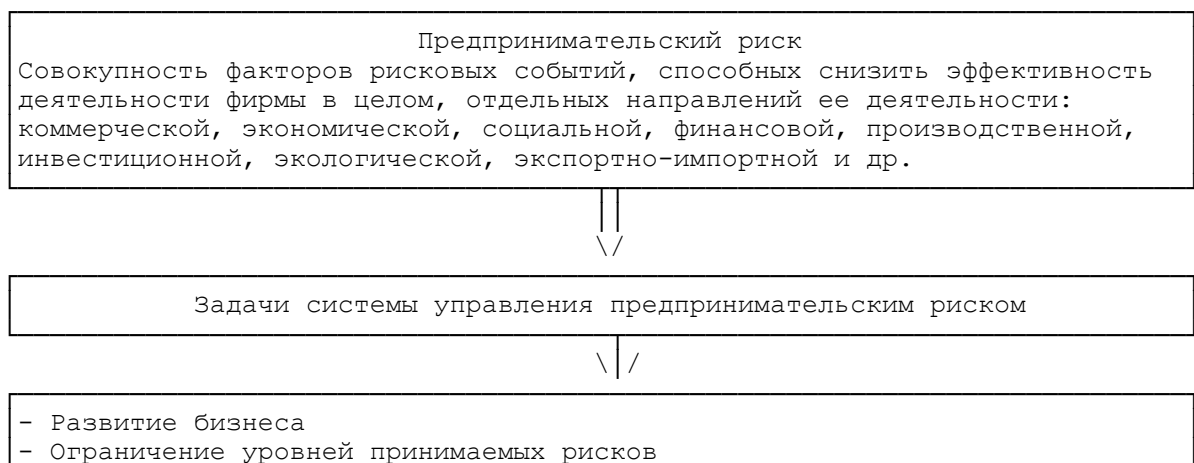 Предпринимательский риск
Совокупность факторов рисковых событий, способных снизить эффективность
деятельности фирмы в целом, отдельных направлений ее деятельности:
коммерческой, экономической, социальной, финансовой, производственной,
инвестиционной, экологической, экспортно-импортной и др.
Задачи системы управления предпринимательским риском
- Развитие бизнеса
- Ограничение уровней принимаемых рисков